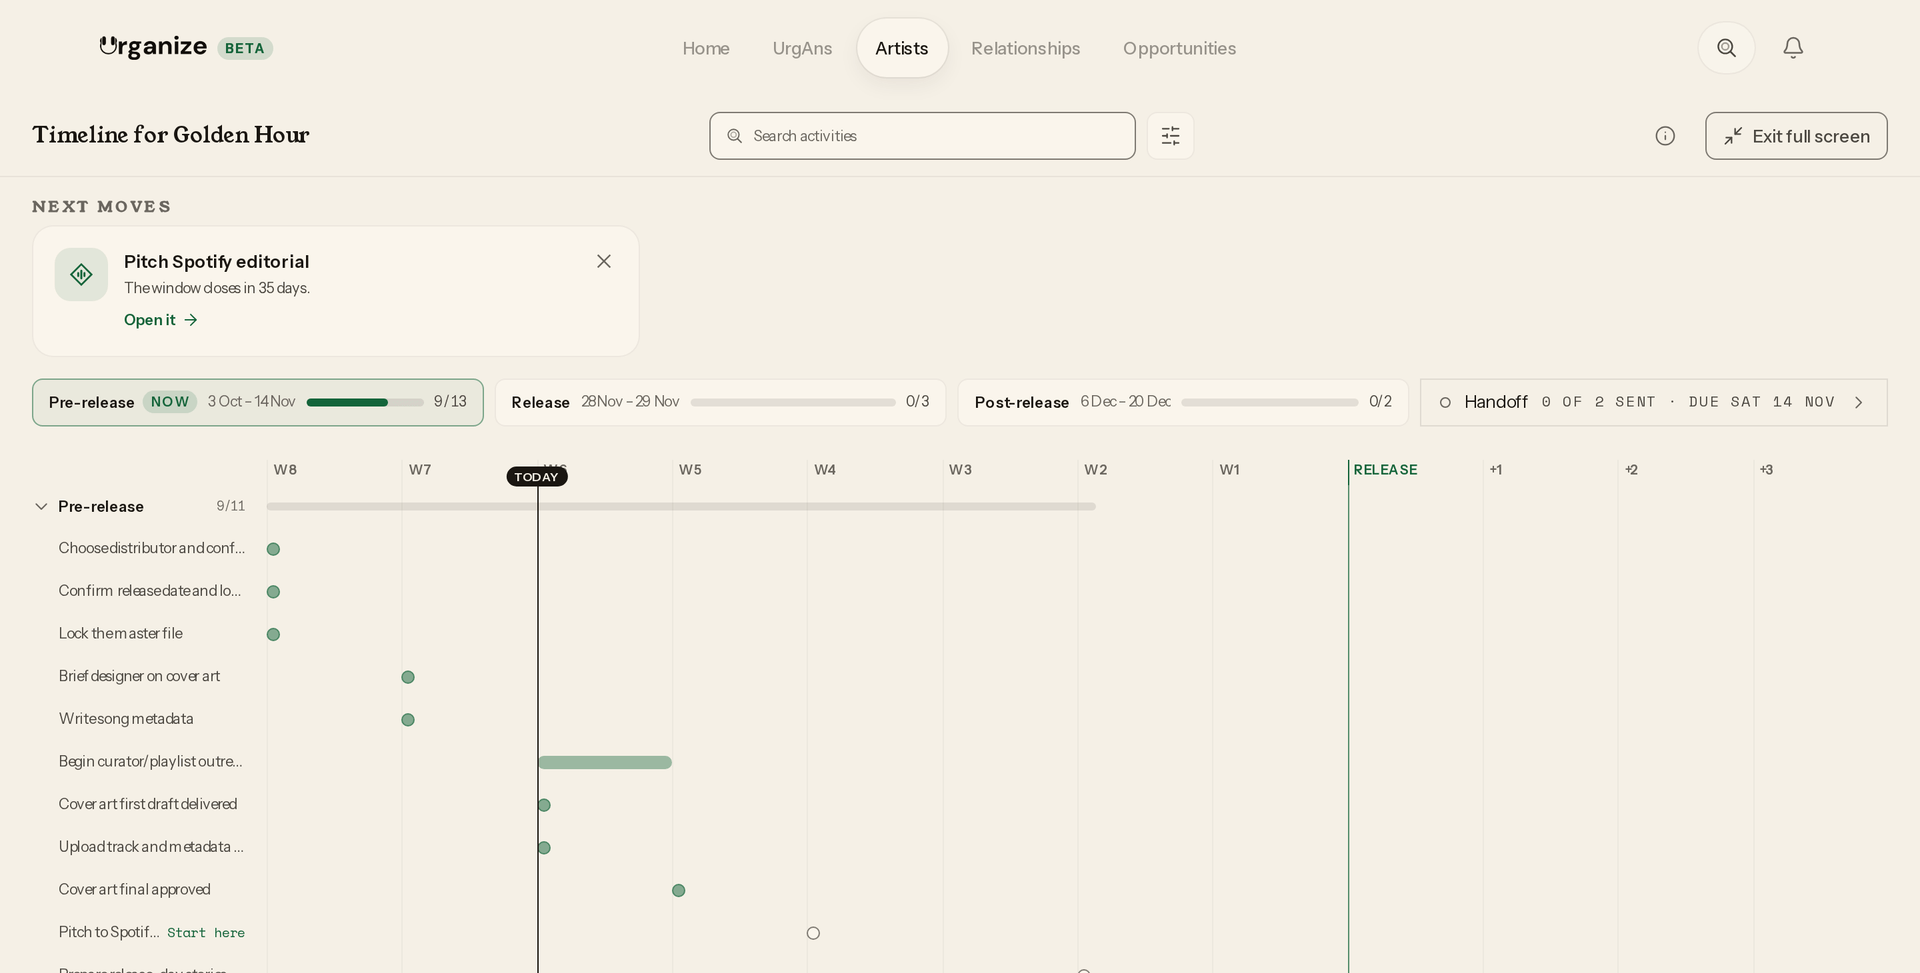 Urganize BETA
Home UrgAns Artists Relationships Opportunities
Timeline for Golden Hour
Search activities
Exit full screen
NEXT MOVES
Pitch Spotify editorial
The window closes in 35 days.
Open it →
Pre-release NOW 3 Oct – 14 Nov 9/13
Release 28 Nov – 29 Nov 0/3
Post-release 6 Dec – 20 Dec 0/2
Handoff 0 OF 2 SENT · DUE SAT 14 NOV
W8 W7 W5 W4 W3 W2 W1 RELEASE +1 +2 +3
TODAY
Pre-release 9/11
Choose distributor and conf...
Confirm release date and lo...
Lock the master file
Brief designer on cover art
Write song metadata
Begin curator/playlist outre...
Cover art first draft delivered
Upload track and metadata ...
Cover art final approved
Pitch to Spotif... Start here